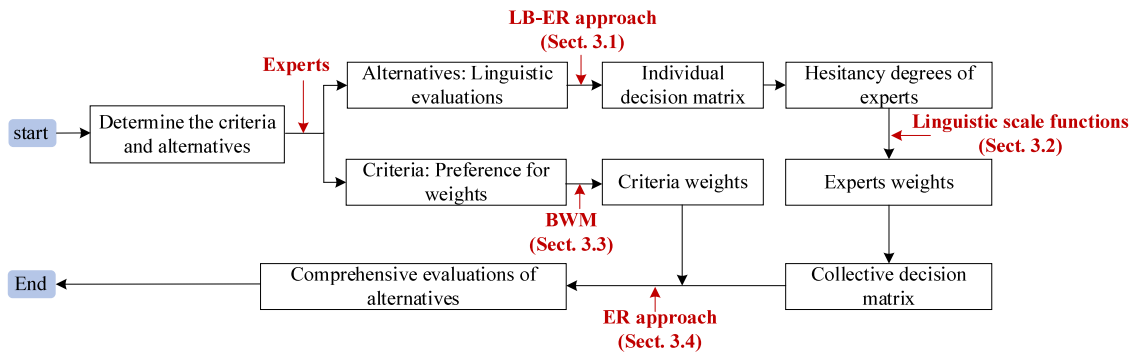 LB-ER approach
(Sect. 3.1)
Experts
Alternatives: Linguistic
evaluations
Individual
decision matrix
Hesitancy degrees of
experts
start
Determine the criteria
and alternatives
Linguistic scale functions
(Sect. 3.2)
Criteria: Preference for
weights
Criteria weights
Experts weights
BWM
(Sect. 3.3)
End
Comprehensive evaluations of
alternatives
Collective decision
matrix
ER approach
(Sect. 3.4)